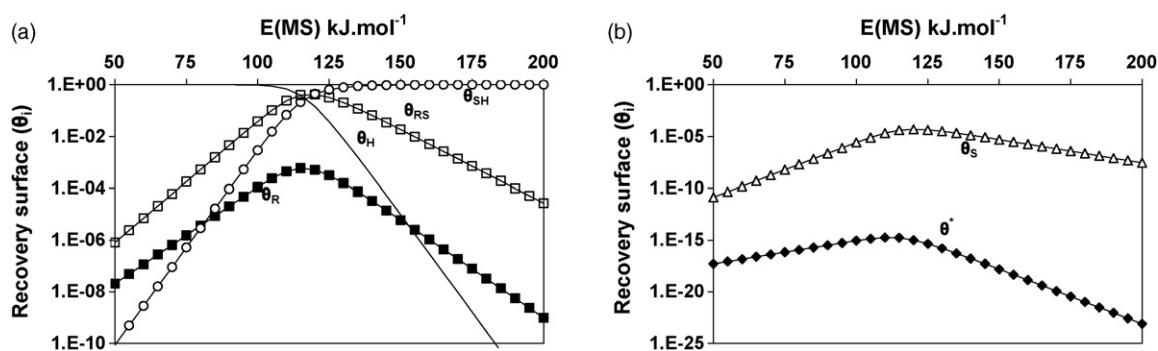 (a)
E(MS) kJ.mol⁻¹
50 75 100 125 150 175 200
Recovery surface (θi)
1.E+00
1.E-02
1.E-04
1.E-06
1.E-08
1.E-10
θSH
θRS
θH
θR
(b)
E(MS) kJ.mol⁻¹
50 75 100 125 150 175 200
Recovery surface (θi)
1.E+00
1.E-05
1.E-10
1.E-15
1.E-20
1.E-25
θS
θ*